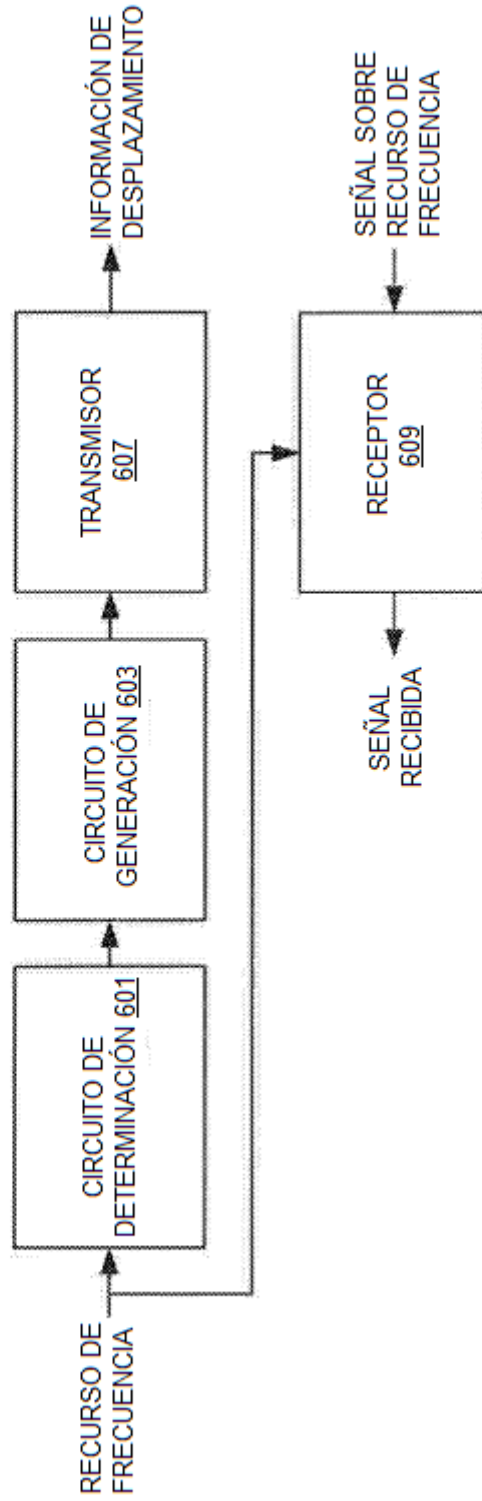 RECURSO DE
FRECUENCIA
CIRCUITO DE
DETERMINACIÓN 601
CIRCUITO DE
GENERACIÓN 603
TRANSMISOR
607
INFORMACIÓN DE
DESPLAZAMIENTO
SEÑAL
RECIBIDA
RECEPTOR
609
SEÑAL SOBRE
RECURSO DE
FRECUENCIA